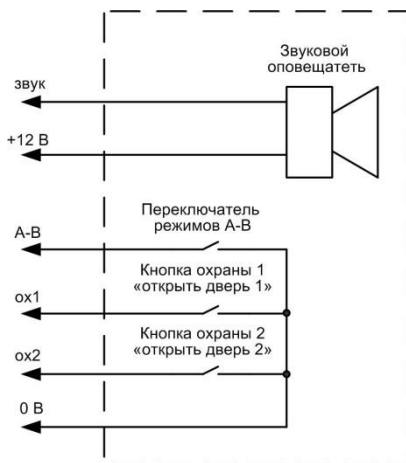 Звуковой
оповещатеть
звук
+12 В
Переключатель
режимов А-В
А-В
Кнопка охраны 1
«открыть дверь 1»
ох1
Кнопка охраны 2
«открыть дверь 2»
ох2
0 В